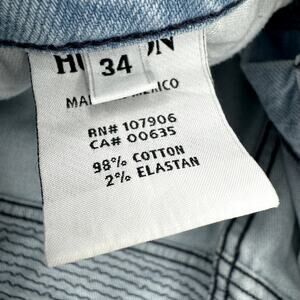 34
RN# 107906
CA# 00635
98% COTTON
2% ELASTAN